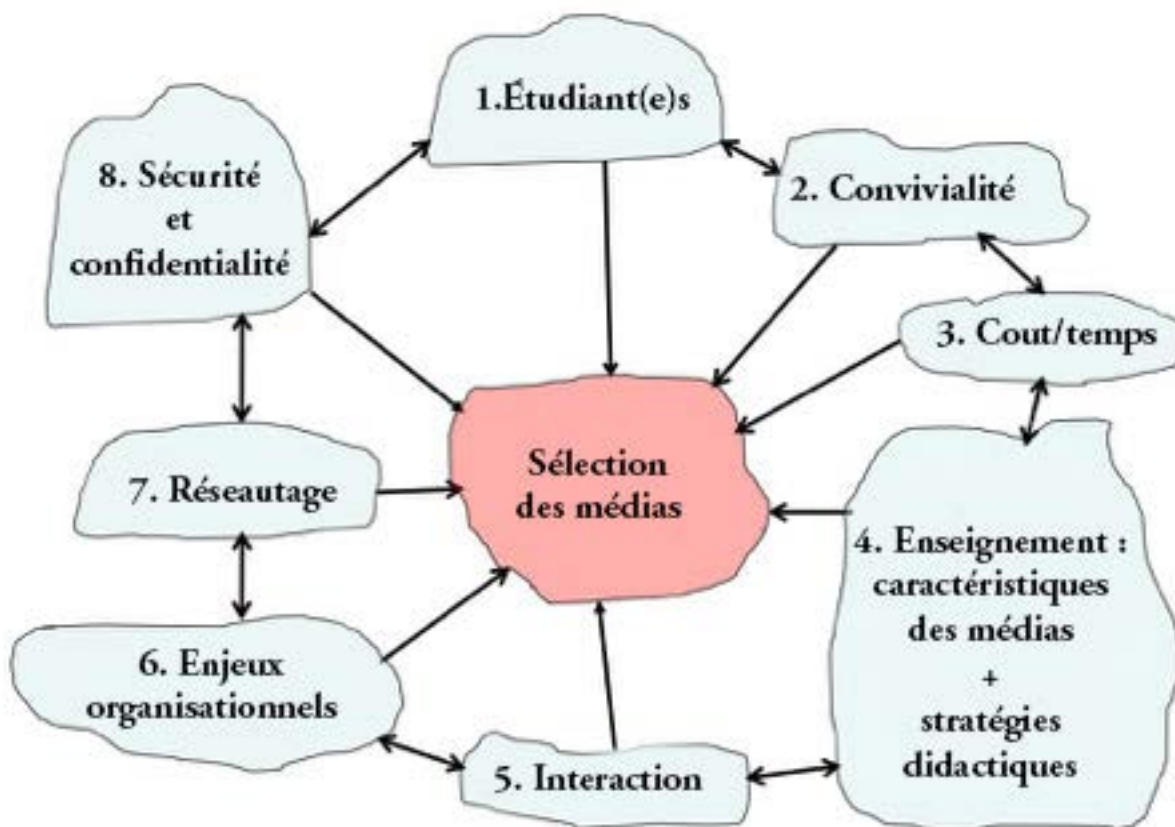 1.Étudiant(e)s
2. Convivialité
3. Cout/temps
4. Enseignement :
caractéristiques
des médias
+
stratégies
didactiques
5. Interaction
6. Enjeux
organisationnels
7. Réseautage
8. Sécurité
et
confidentialité
Sélection
des médias